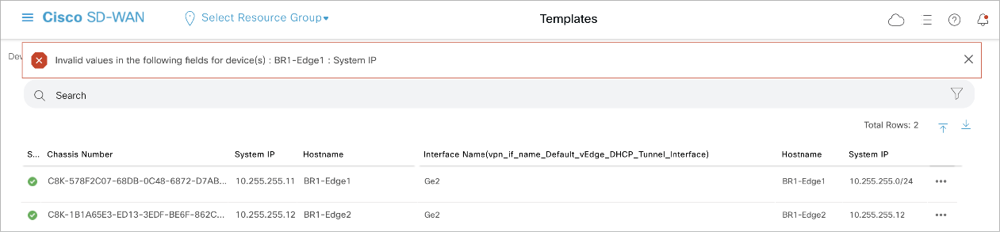 Cisco SD-WAN Select Resource Group Templates
Invalid values in the following fields for device(s) : BR1-Edge1 : System IP
Search
Total Rows: 2
S... Chassis Number System IP Hostname Interface Name(vpn_if_name_Default_vEdge_DHCP_Tunnel_Interface) Hostname System IP
C8K-578F2C07-68DB-0C48-6872-D7AB... 10.255.255.11 BR1-Edge1 Ge2 BR1-Edge1 10.255.255.0/24 •••
C8K-1B1A65E3-ED13-3EDF-BE6F-862C... 10.255.255.12 BR1-Edge2 Ge2 BR1-Edge2 10.255.255.12 •••